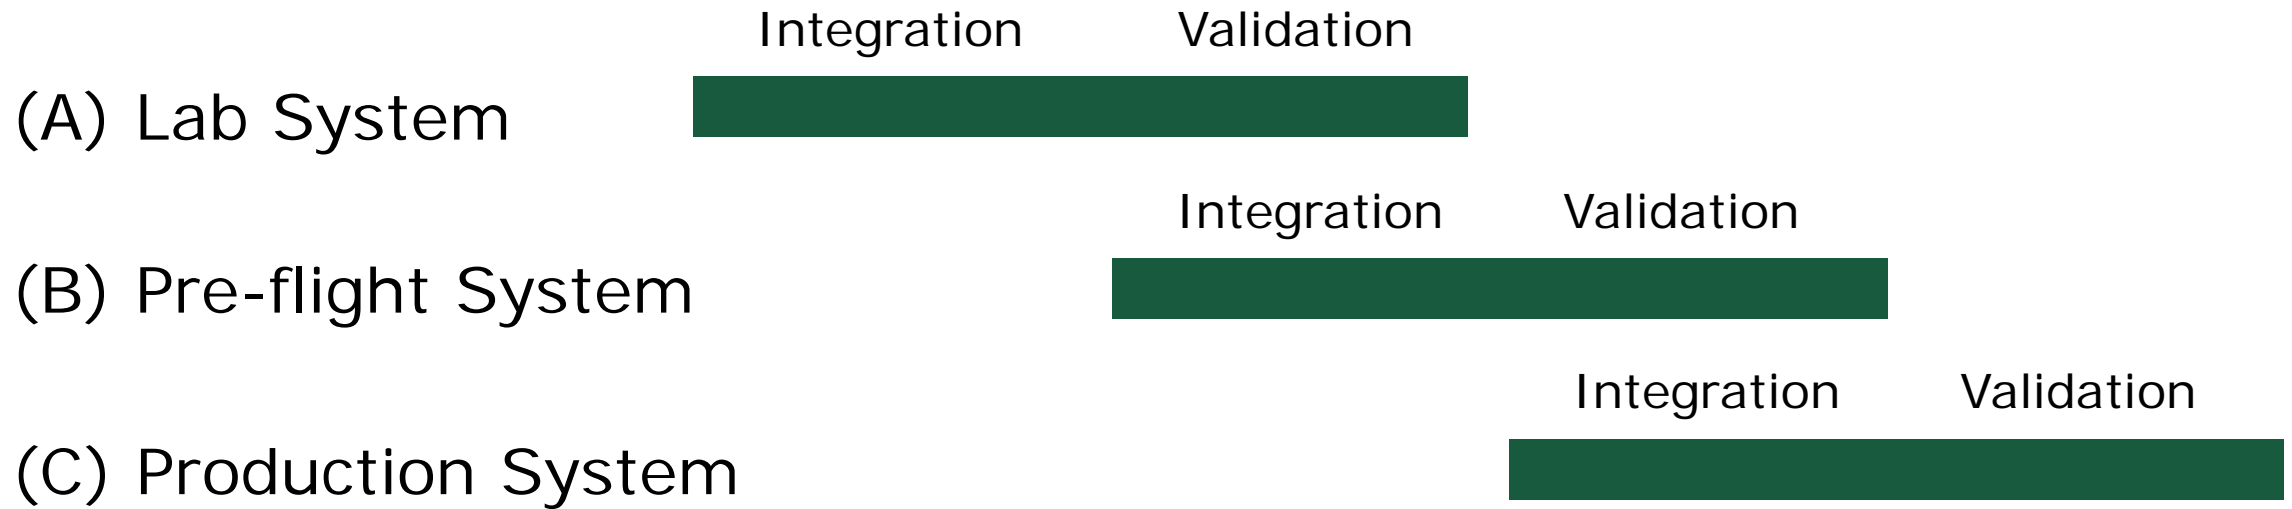 Integration Validation
(A) Lab System
Integration Validation
(B) Pre-flight System
Integration Validation
(C) Production System